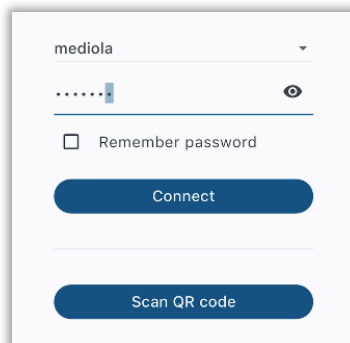 mediola
•••••••
Remember password
Connect
Scan QR code